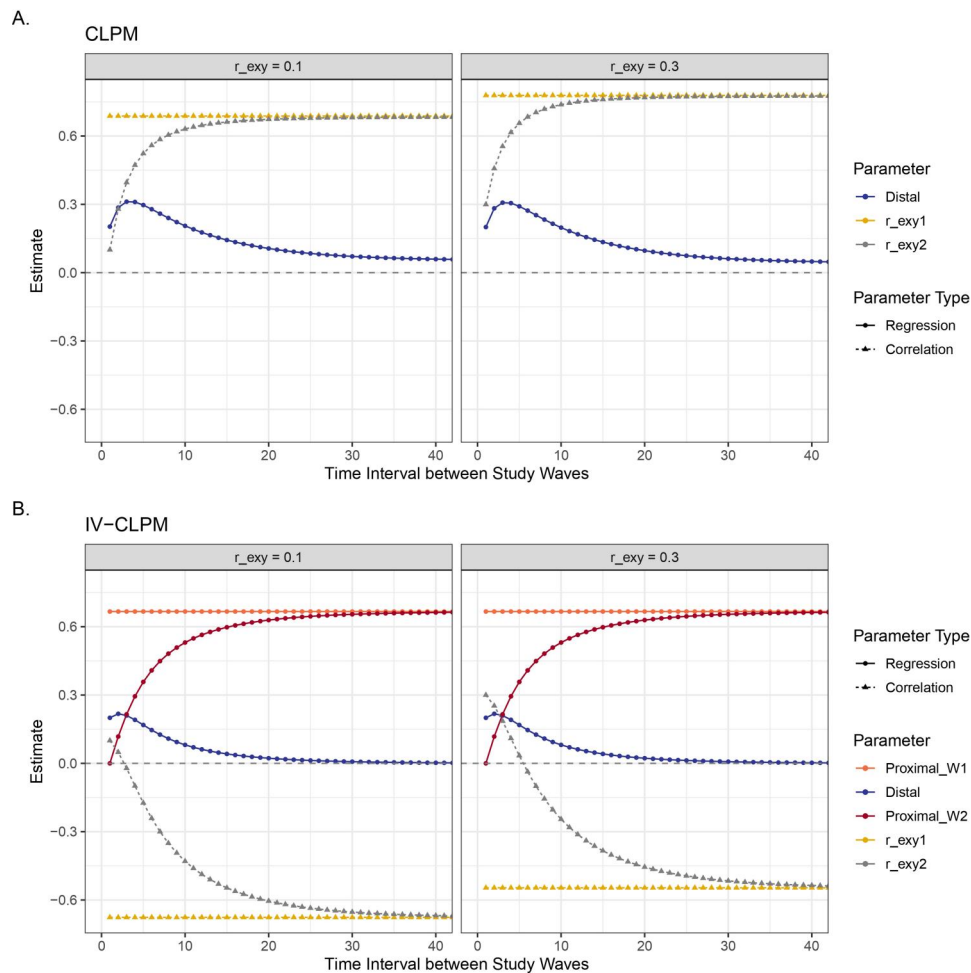 A.
CLPM
r_exy = 0.1
r_exy = 0.3
0.6
0.3
0.0
−0.3
−0.6
Estimate
0 10 20 30 40
0 10 20 30 40
Time Interval between Study Waves
Parameter
Distal
r_exy1
r_exy2
Parameter Type
Regression
Correlation
B.
IV−CLPM
r_exy = 0.1
r_exy = 0.3
0.6
0.3
0.0
−0.3
−0.6
Estimate
0 10 20 30 40
0 10 20 30 40
Time Interval between Study Waves
Parameter Type
Regression
Correlation
Parameter
Proximal_W1
Distal
Proximal_W2
r_exy1
r_exy2